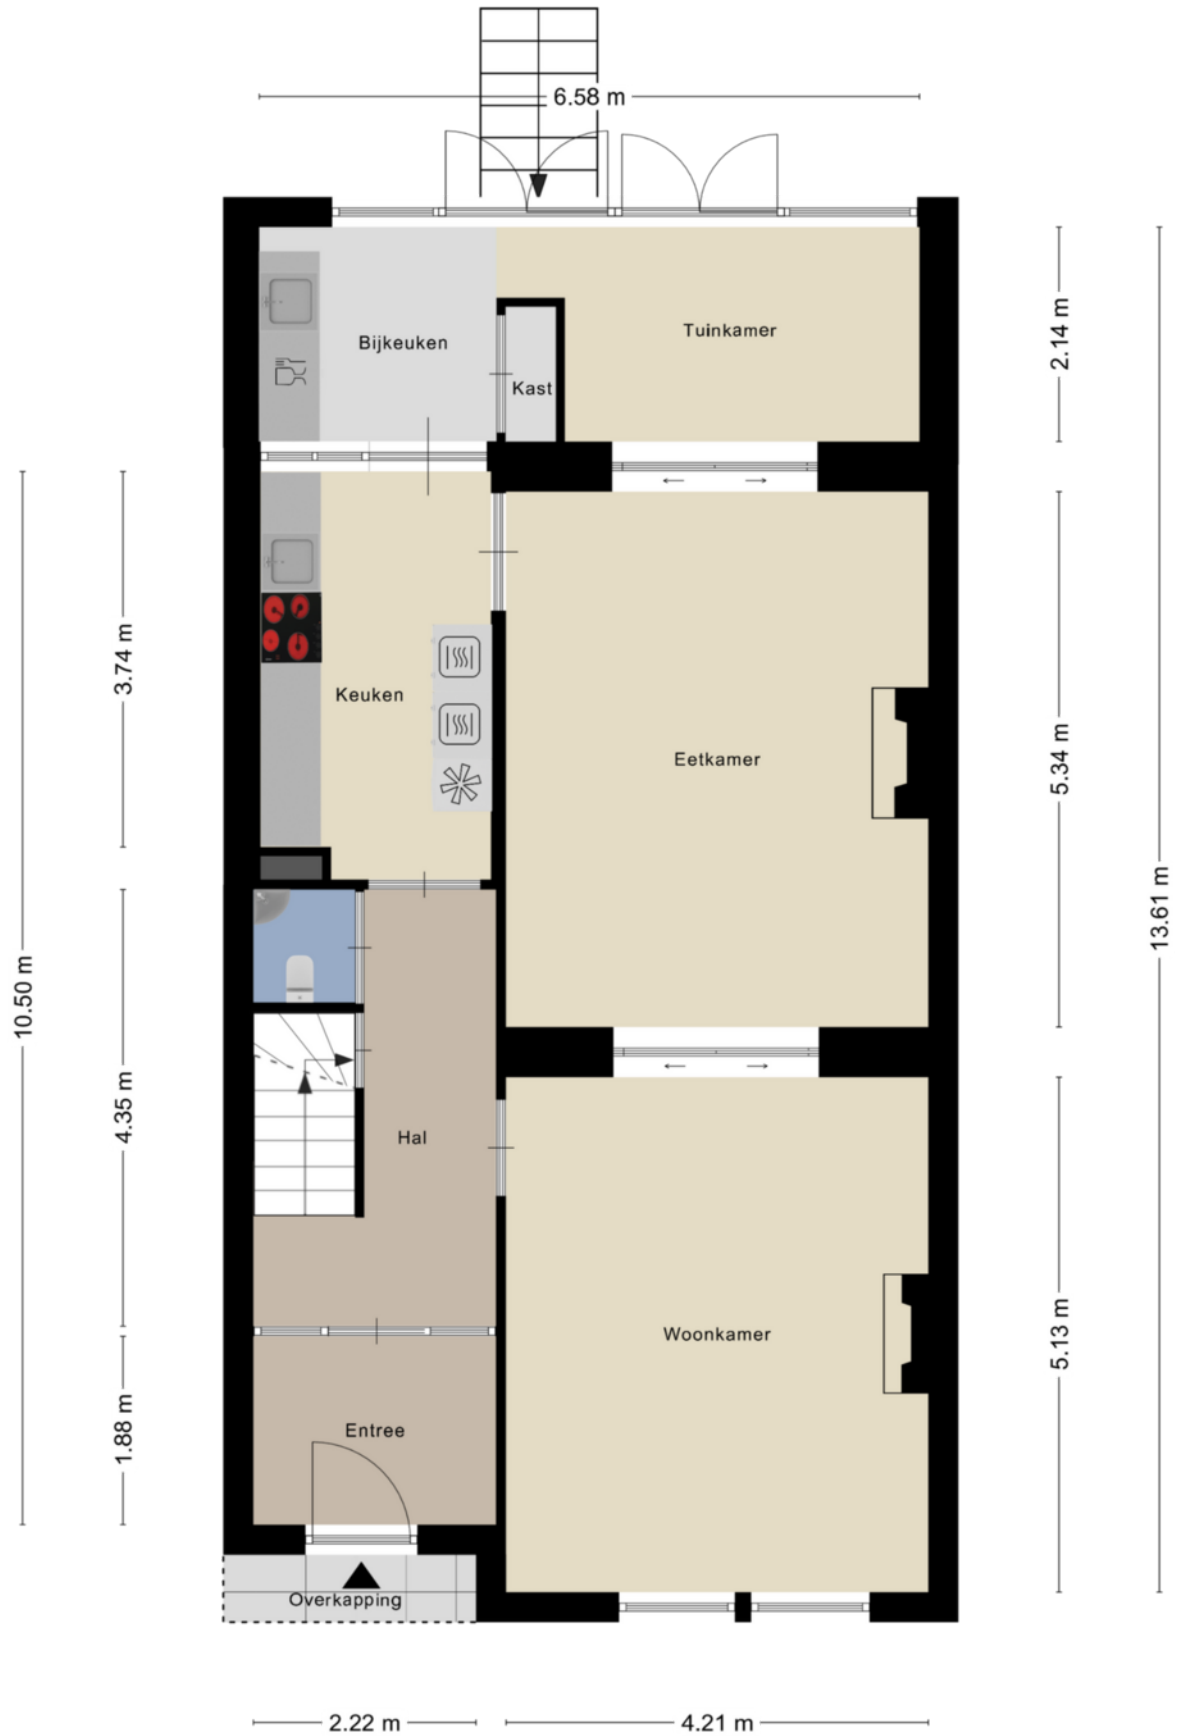 6.58 m
Bijkeuken
Tuinkamer
2.14 m
Kast
3.74 m
Keuken
Eetkamer
5.34 m
13.61 m
10.50 m
4.35 m
Hal
Woonkamer
5.13 m
1.88 m
Entree
Overkapping
2.22 m
4.21 m